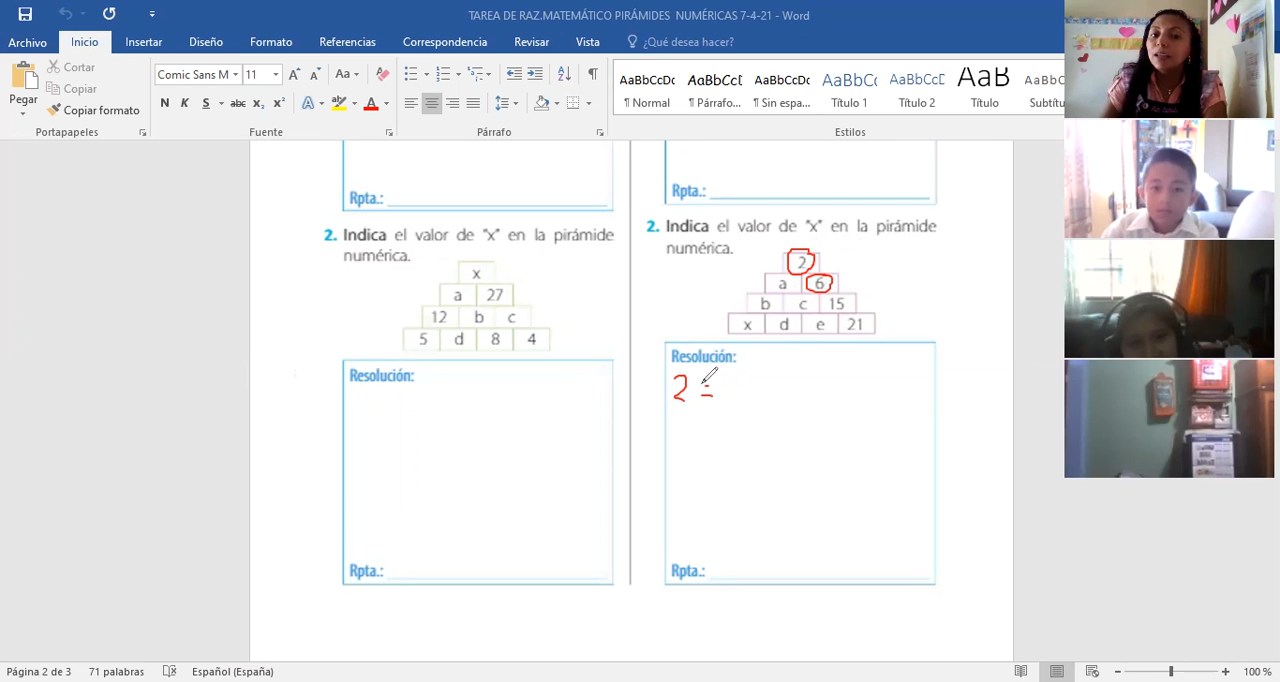 TAREA DE RAZ.MATEMÁTICO PIRÁMIDES NUMÉRICAS 7-4-21 - Word
Archivo Inicio Insertar Diseño Formato Referencias Correspondencia Revisar Vista ¿Qué desea hacer?
Pegar
Cortar
Copiar
Copiar formato
Portapapeles
Comic Sans M 11 Aa
N K S abc x₂ x² A A
Fuente
Párrafo
AaBbCcDc AaBbCcD AaBbCcDc AaBbCc AaBbCcD AaB AaBbC
¶ Normal ¶ Párrafo... ¶ Sin espa... Título 1 Título 2 Título Subtítu
Estilos
Rpta.:
2. Indica el valor de "x" en la pirámide
numérica.
x
a 27
12 b c
5 d 8 4
Resolución:
Rpta.:
Rpta.:
2. Indica el valor de "x" en la pirámide
numérica.
2
a 6
b c 15
x d e 21
Resolución:
2 =
Rpta.:
Página 2 de 3 71 palabras Español (España) 100 %